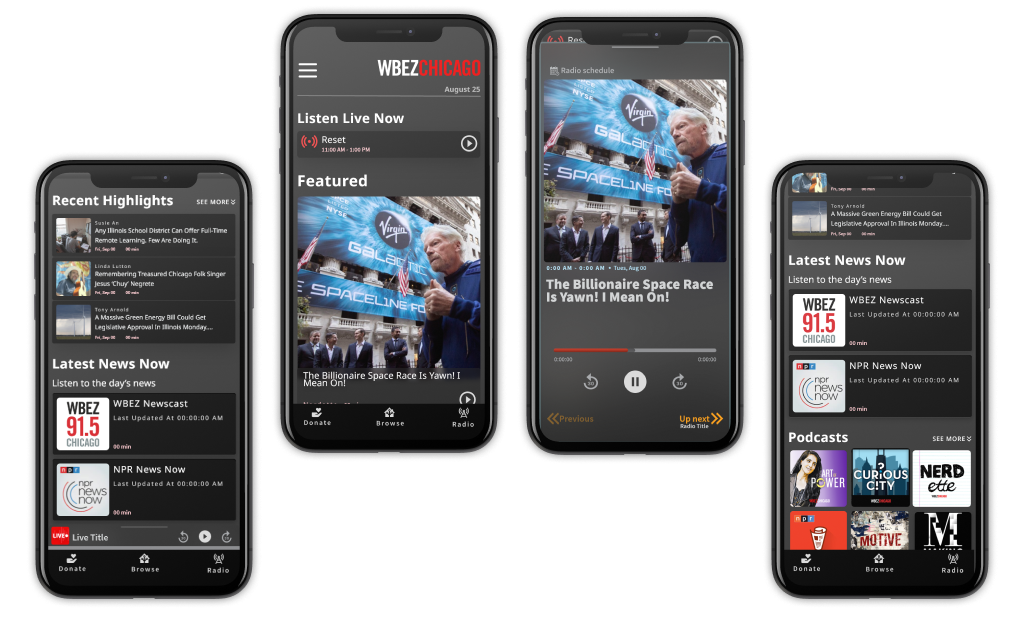 Recent Highlights
SEE MORE
Susie An
Any Illinois School District Can Offer Full-Time
Remote Learning, Few Are Doing It.
Fri, Sep 00 00 min
Linda Lutton
Remembering Treasured Chicago Folk Singer
Jesus 'Chuy' Negrete
Fri, Sep 00 00 min
Tony Arnold
A Massive Green Energy Bill Could Get
Legislative Approval In Illinois Monday....
Fri, Sep 00 00 min
Latest News Now
Listen to the day's news
WBEZ
91.5
CHICAGO
WBEZ Newscast
Last Updated At 00:00:00 AM
00 min
npr
npr
news
now
NPR News Now
Last Updated At 00:00:00 AM
00 min
LIVE
Live Title
Donate
Browse
Radio
WBEZCHICAGO
August 25
Listen Live Now
Reset
11:00 AM - 1:00 PM
Featured
NYSE
Virgin
GALACTIC
SPACELINE FO
The Billionaire Space Race Is Yawn! I
Mean On!
Donate
Browse
Radio
Res
Radio schedule
NYSE
Virgin
GALACTIC
E SPACELINE FO
0:00 AM - 0:00 AM • Tues, Aug 00
The Billionaire Space Race
Is Yawn! I Mean On!
0:00:00
0:00:00
30
30
Previous
Up next
Radio Title
Fri, Sep 00 00 min
Tony Arnold
A Massive Green Energy Bill Could Get
Legislative Approval In Illinois Monday....
Fri, Sep 00 00 min
Latest News Now
Listen to the day's news
WBEZ
91.5
CHICAGO
WBEZ Newscast
Last Updated At 00:00:00 AM
00 min
npr
npr
news
now
NPR News Now
Last Updated At 00:00:00 AM
00 min
Podcasts
SEE MORE
ART
POWER
CURIOUS
CITY
NERD
ette
npr
MOTIVE
M
Donate
Browse
Radio